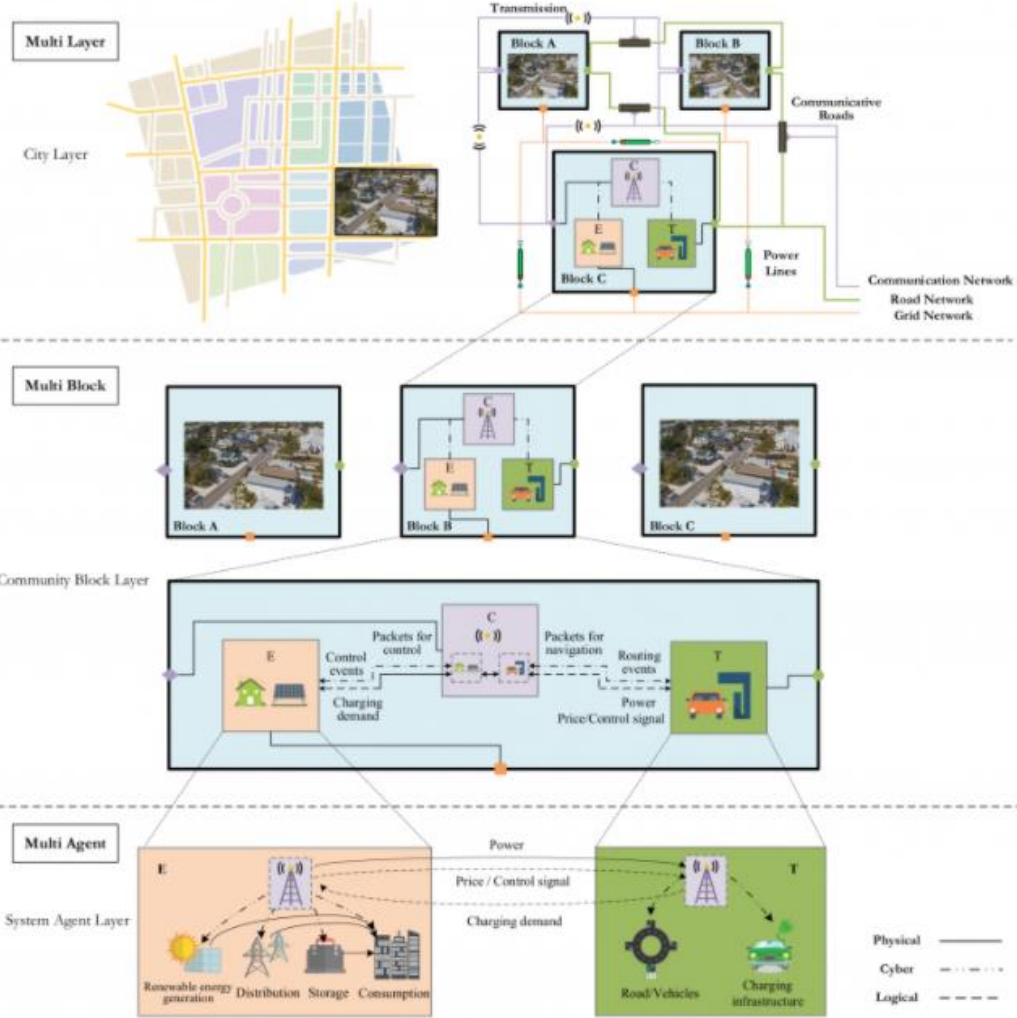 Multi Layer
City Layer
Transmission
Block A
Block B
Communicative
Roads
C
E
T
Block C
Power
Lines
Communication Network
Road Network
Grid Network
Multi Block
C
E
T
Block A
Block B
Block C
Community Block Layer
C
Packets for
control
Packets for
navigation
E
Control
events
Charging
demand
Routing
events
Power
Price/Control signal
T
Multi Agent
System Agent Layer
E
Power
Price / Control signal
Charging demand
T
Renewable energy
generation
Distribution
Storage
Consumption
Road/Vehicles
Charging
infrastructure
Physical
Cyber
Logical